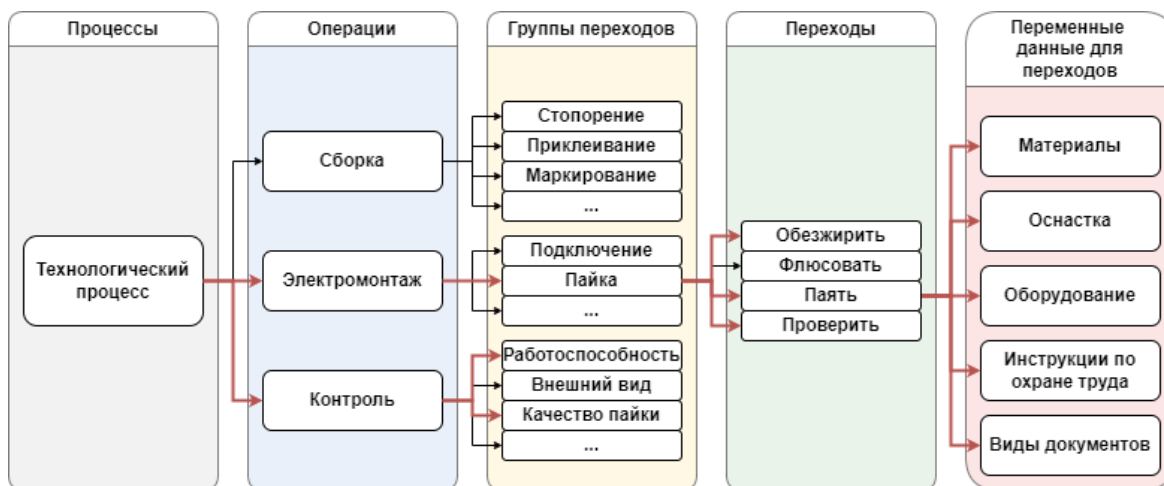 Процессы
Операции
Группы переходов
Переходы
Переменные
данные для
переходов
Технологический
процесс
Сборка
Электромонтаж
Контроль
Стопорение
Приклеивание
Маркирование
...
Подключение
Пайка
...
Работоспособность
Внешний вид
Качество пайки
...
Обезжирить
Флюсовать
Паять
Проверить
Материалы
Оснастка
Оборудование
Инструкции по
охране труда
Виды документов